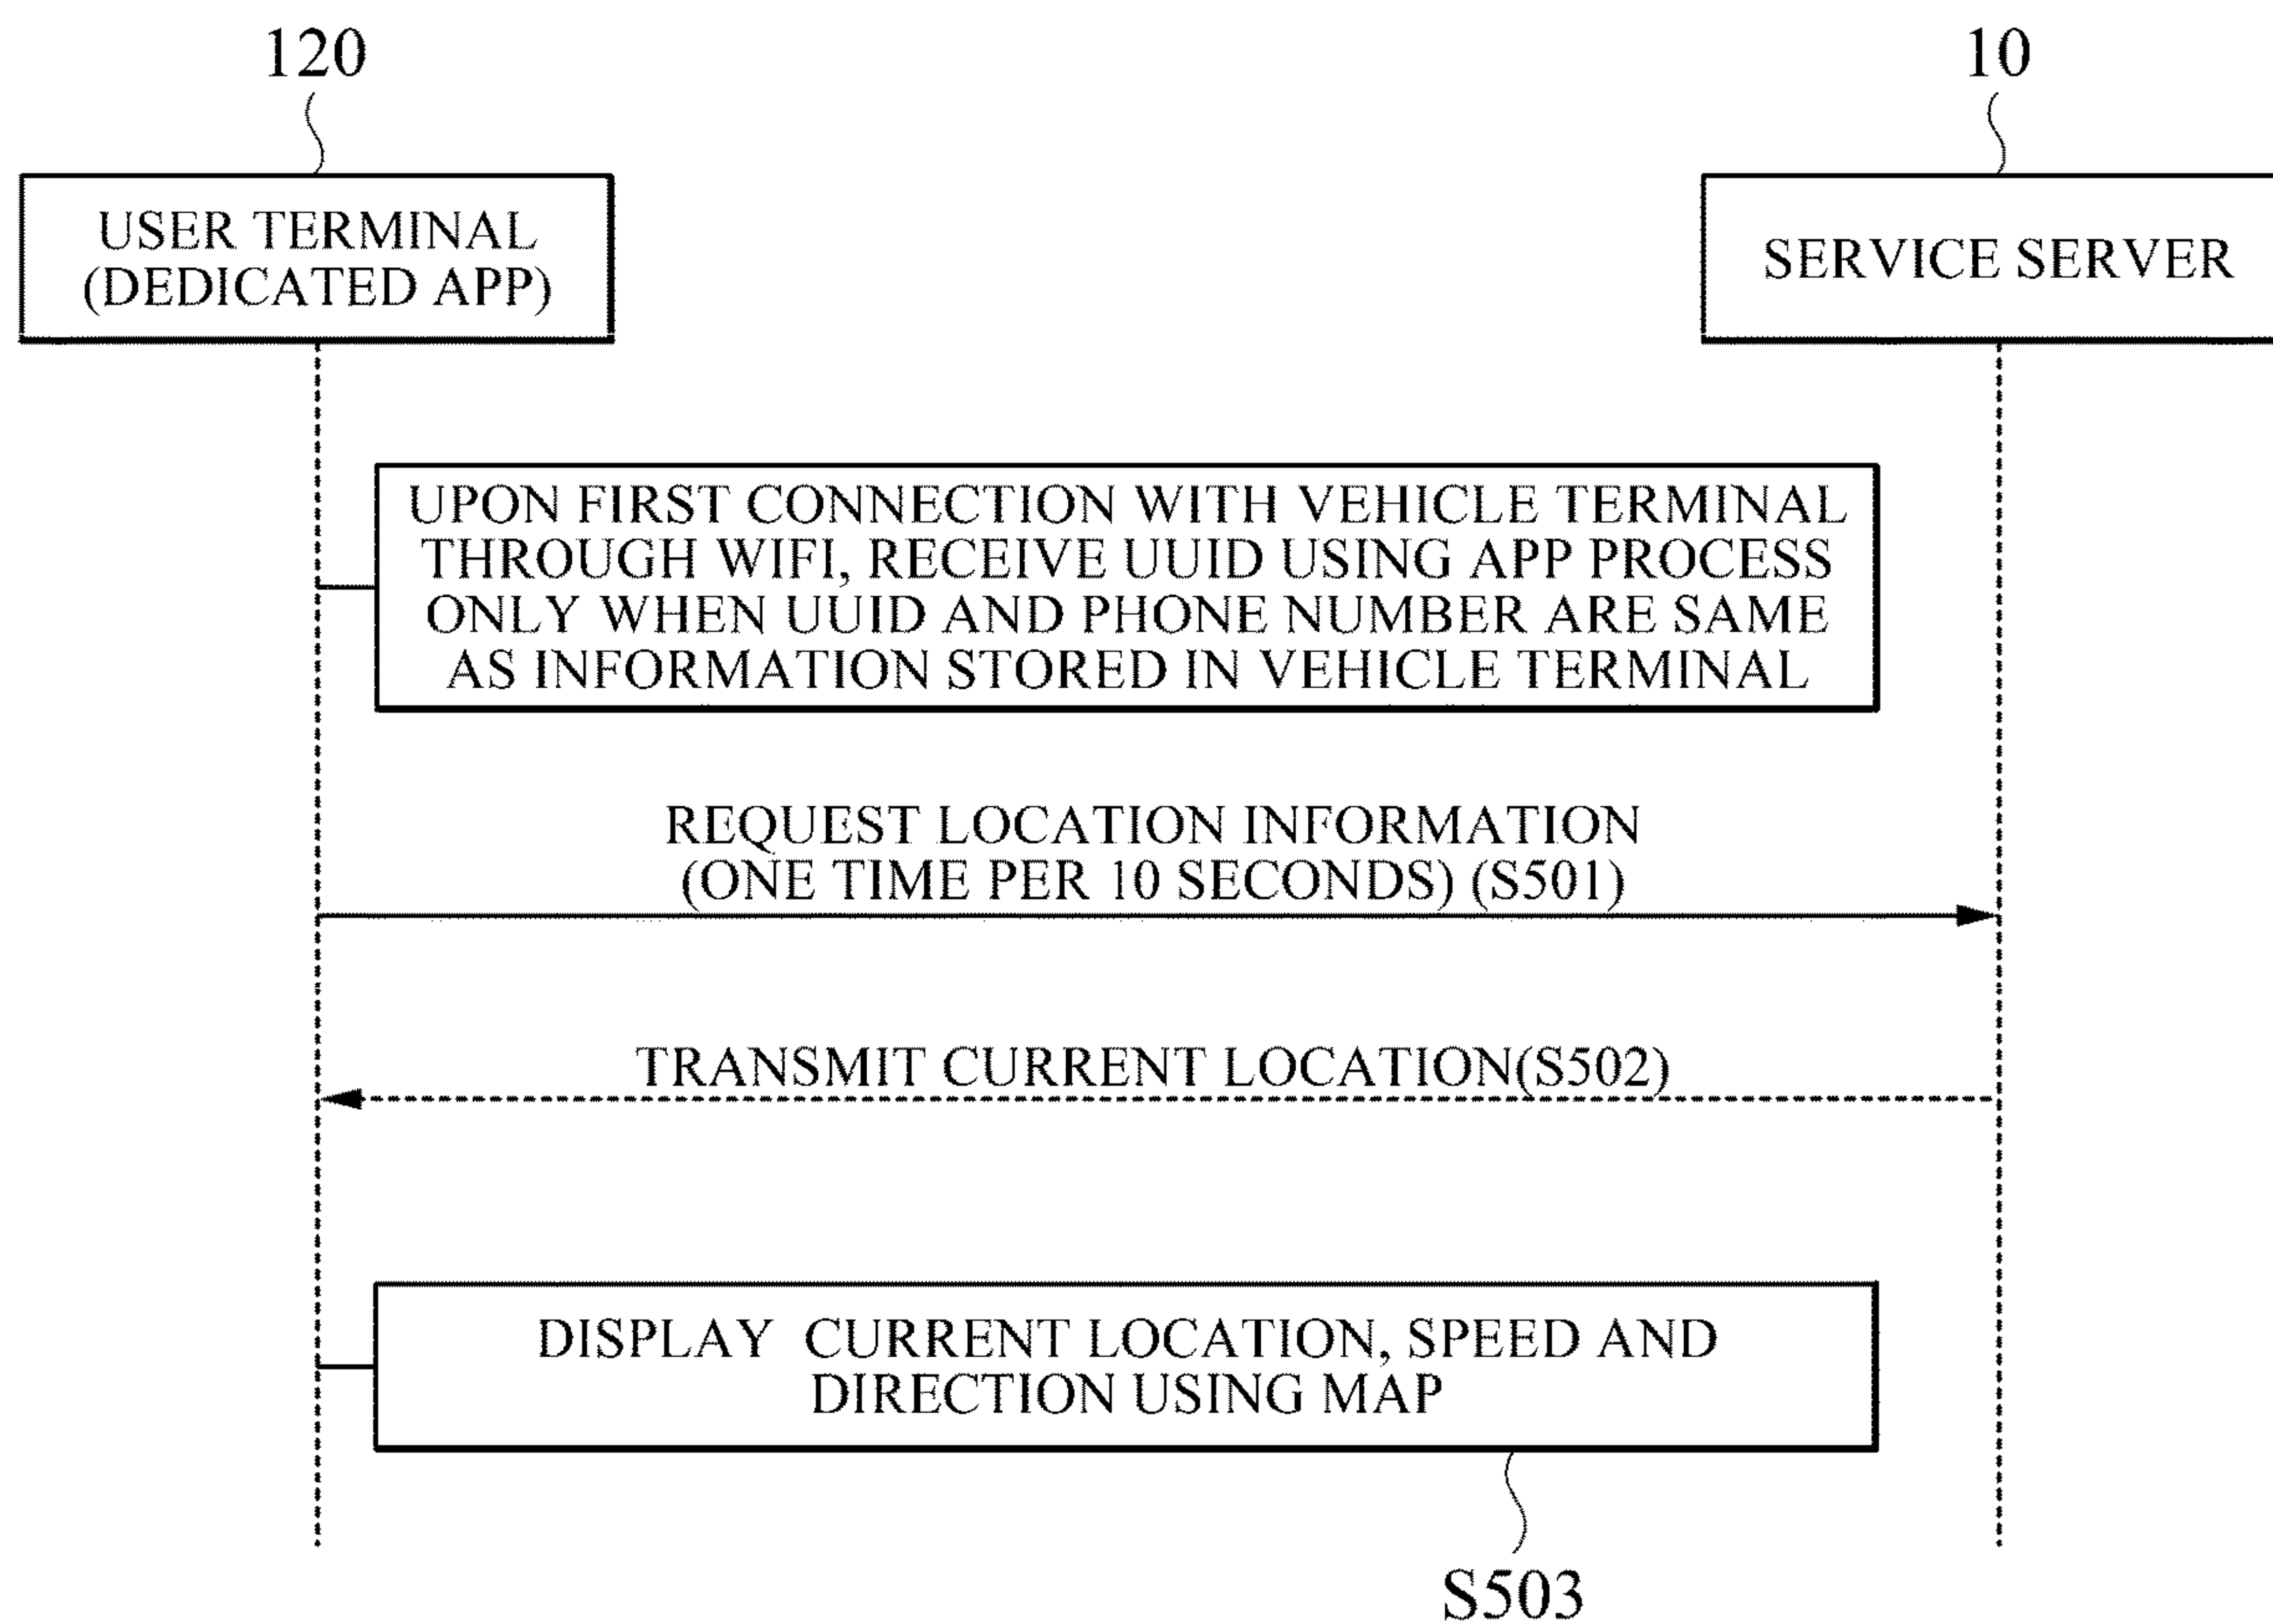 120
10
USER TERMINAL
(DEDICATED APP)
SERVICE SERVER
UPON FIRST CONNECTION WITH VEHICLE TERMINAL
THROUGH WIFI, RECEIVE UUID USING APP PROCESS
ONLY WHEN UUID AND PHONE NUMBER ARE SAME
AS INFORMATION STORED IN VEHICLE TERMINAL
REQUEST LOCATION INFORMATION
(ONE TIME PER 10 SECONDS) (S501)
TRANSMIT CURRENT LOCATION(S502)
DISPLAY CURRENT LOCATION, SPEED AND
DIRECTION USING MAP
S503